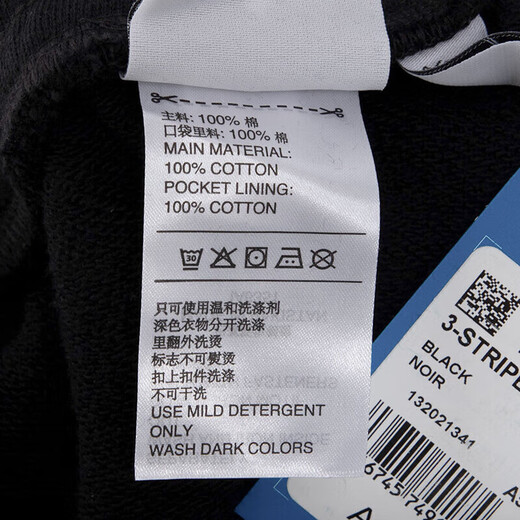 主料: 100% 棉
口袋里料: 100% 棉
MAIN MATERIAL:
100% COTTON
POCKET LINING:
100% COTTON
30
只可使用温和洗涤剂
深色衣物分开洗涤
里翻外洗涤
标志不可熨烫
扣上扣件洗涤
不可干洗
USE MILD DETERGENT
ONLY
WASH DARK COLORS
3-STRIPE
BLACK
NOIR
132021341